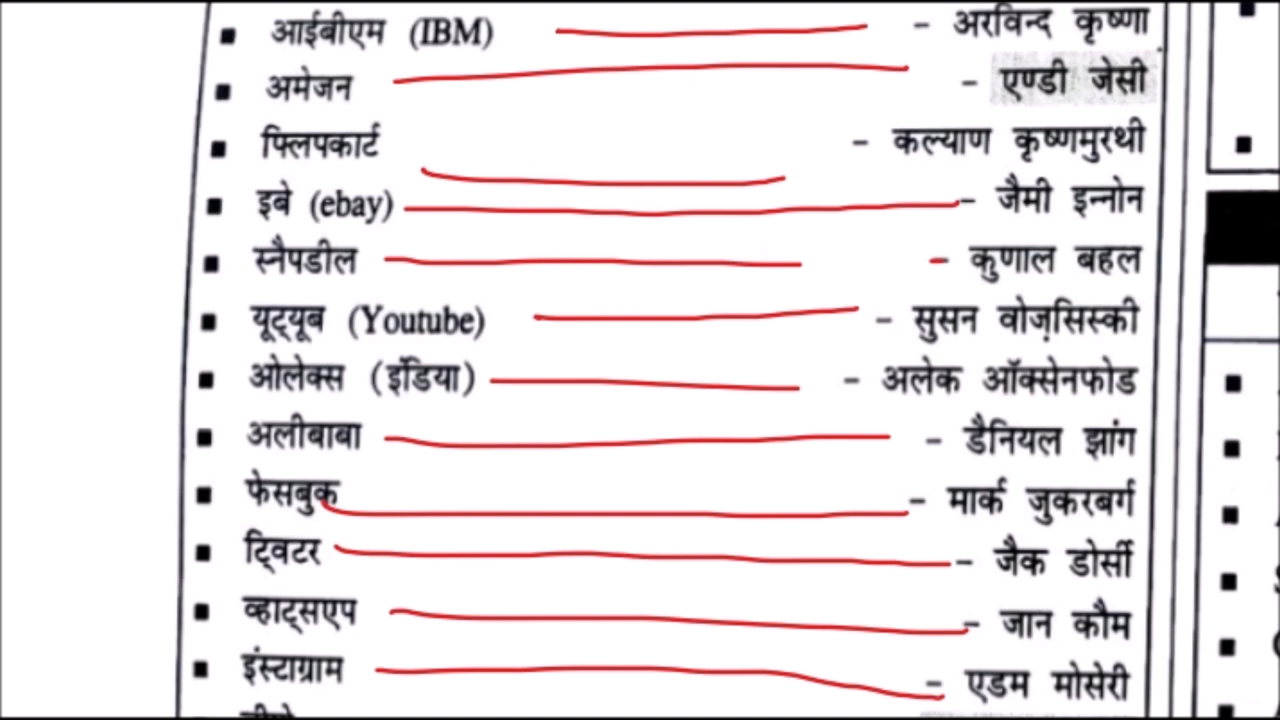 ▪ आईबीएम (IBM) - अरविन्द कृष्णा
▪ अमेजन - एण्डी जेसी
▪ फ्लिपकार्ट - कल्याण कृष्णमुरथी
▪ इबे (ebay) - जैमी इन्नोन
▪ स्नैपडील - कुणाल बहल
▪ यूट्यूब (Youtube) - सुसन वोज़सिस्की
▪ ओलेक्स (इंडिया) - अलेक ऑक्सेनफोड
▪ अलीबाबा - डैनियल झांग
▪ फेसबुक - मार्क जुकरबर्ग
▪ ट्विटर - जैक डोर्सी
▪ व्हाट्सएप - जान कौम
▪ इंस्टाग्राम - एडम मोसेरी